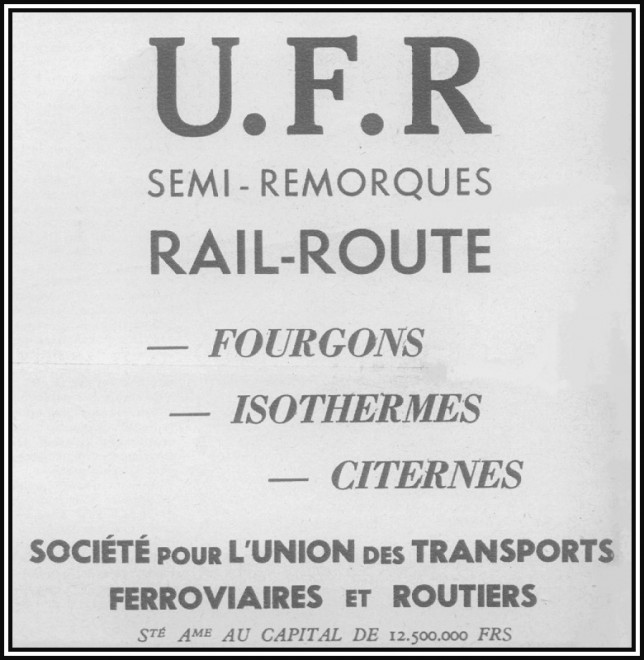 U.F.R
SEMI-REMORQUES
RAIL-ROUTE
— FOURGONS
— ISOTHERMES
— CITERNES
SOCIÉTÉ POUR L'UNION DES TRANSPORTS
FERROVIAIRES ET ROUTIERS
STÉ AME AU CAPITAL DE 12.500.000 FRS